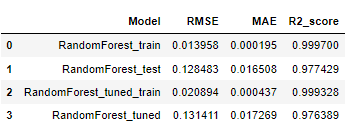 Model RMSE MAE R2_score
0 RandomForest_train 0.013958 0.000195 0.999700
1 RandomForest_test 0.128483 0.016508 0.977429
2 RandomForest_tuned_train 0.020894 0.000437 0.999328
3 RandomForest_tuned 0.131411 0.017269 0.976389